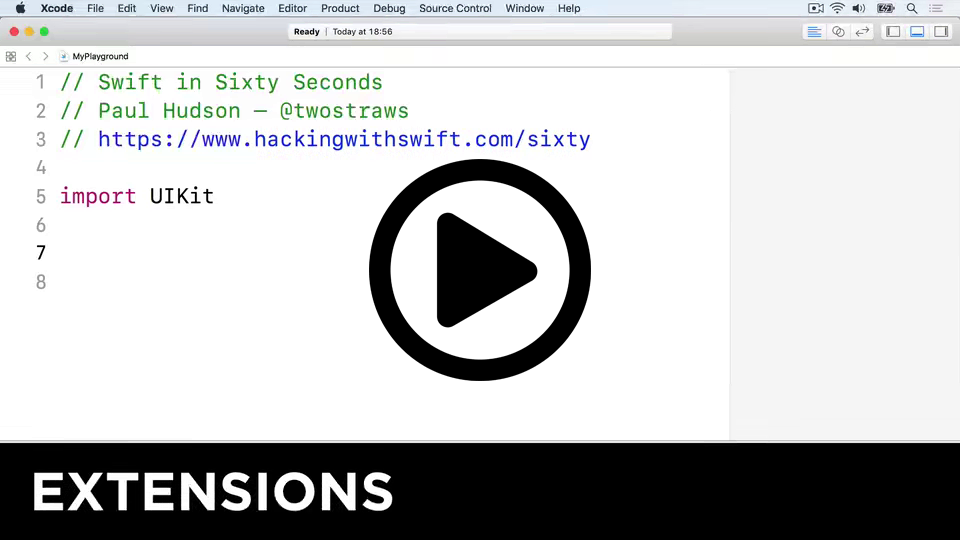 Xcode File Edit View Find Navigate Editor Product Debug Source Control Window Help
Ready | Today at 18:56
MyPlayground
1 // Swift in Sixty Seconds
2 // Paul Hudson — @twostraws
3 // https://www.hackingwithswift.com/sixty
4
5 import UIKit
6
7
8
EXTENSIONS